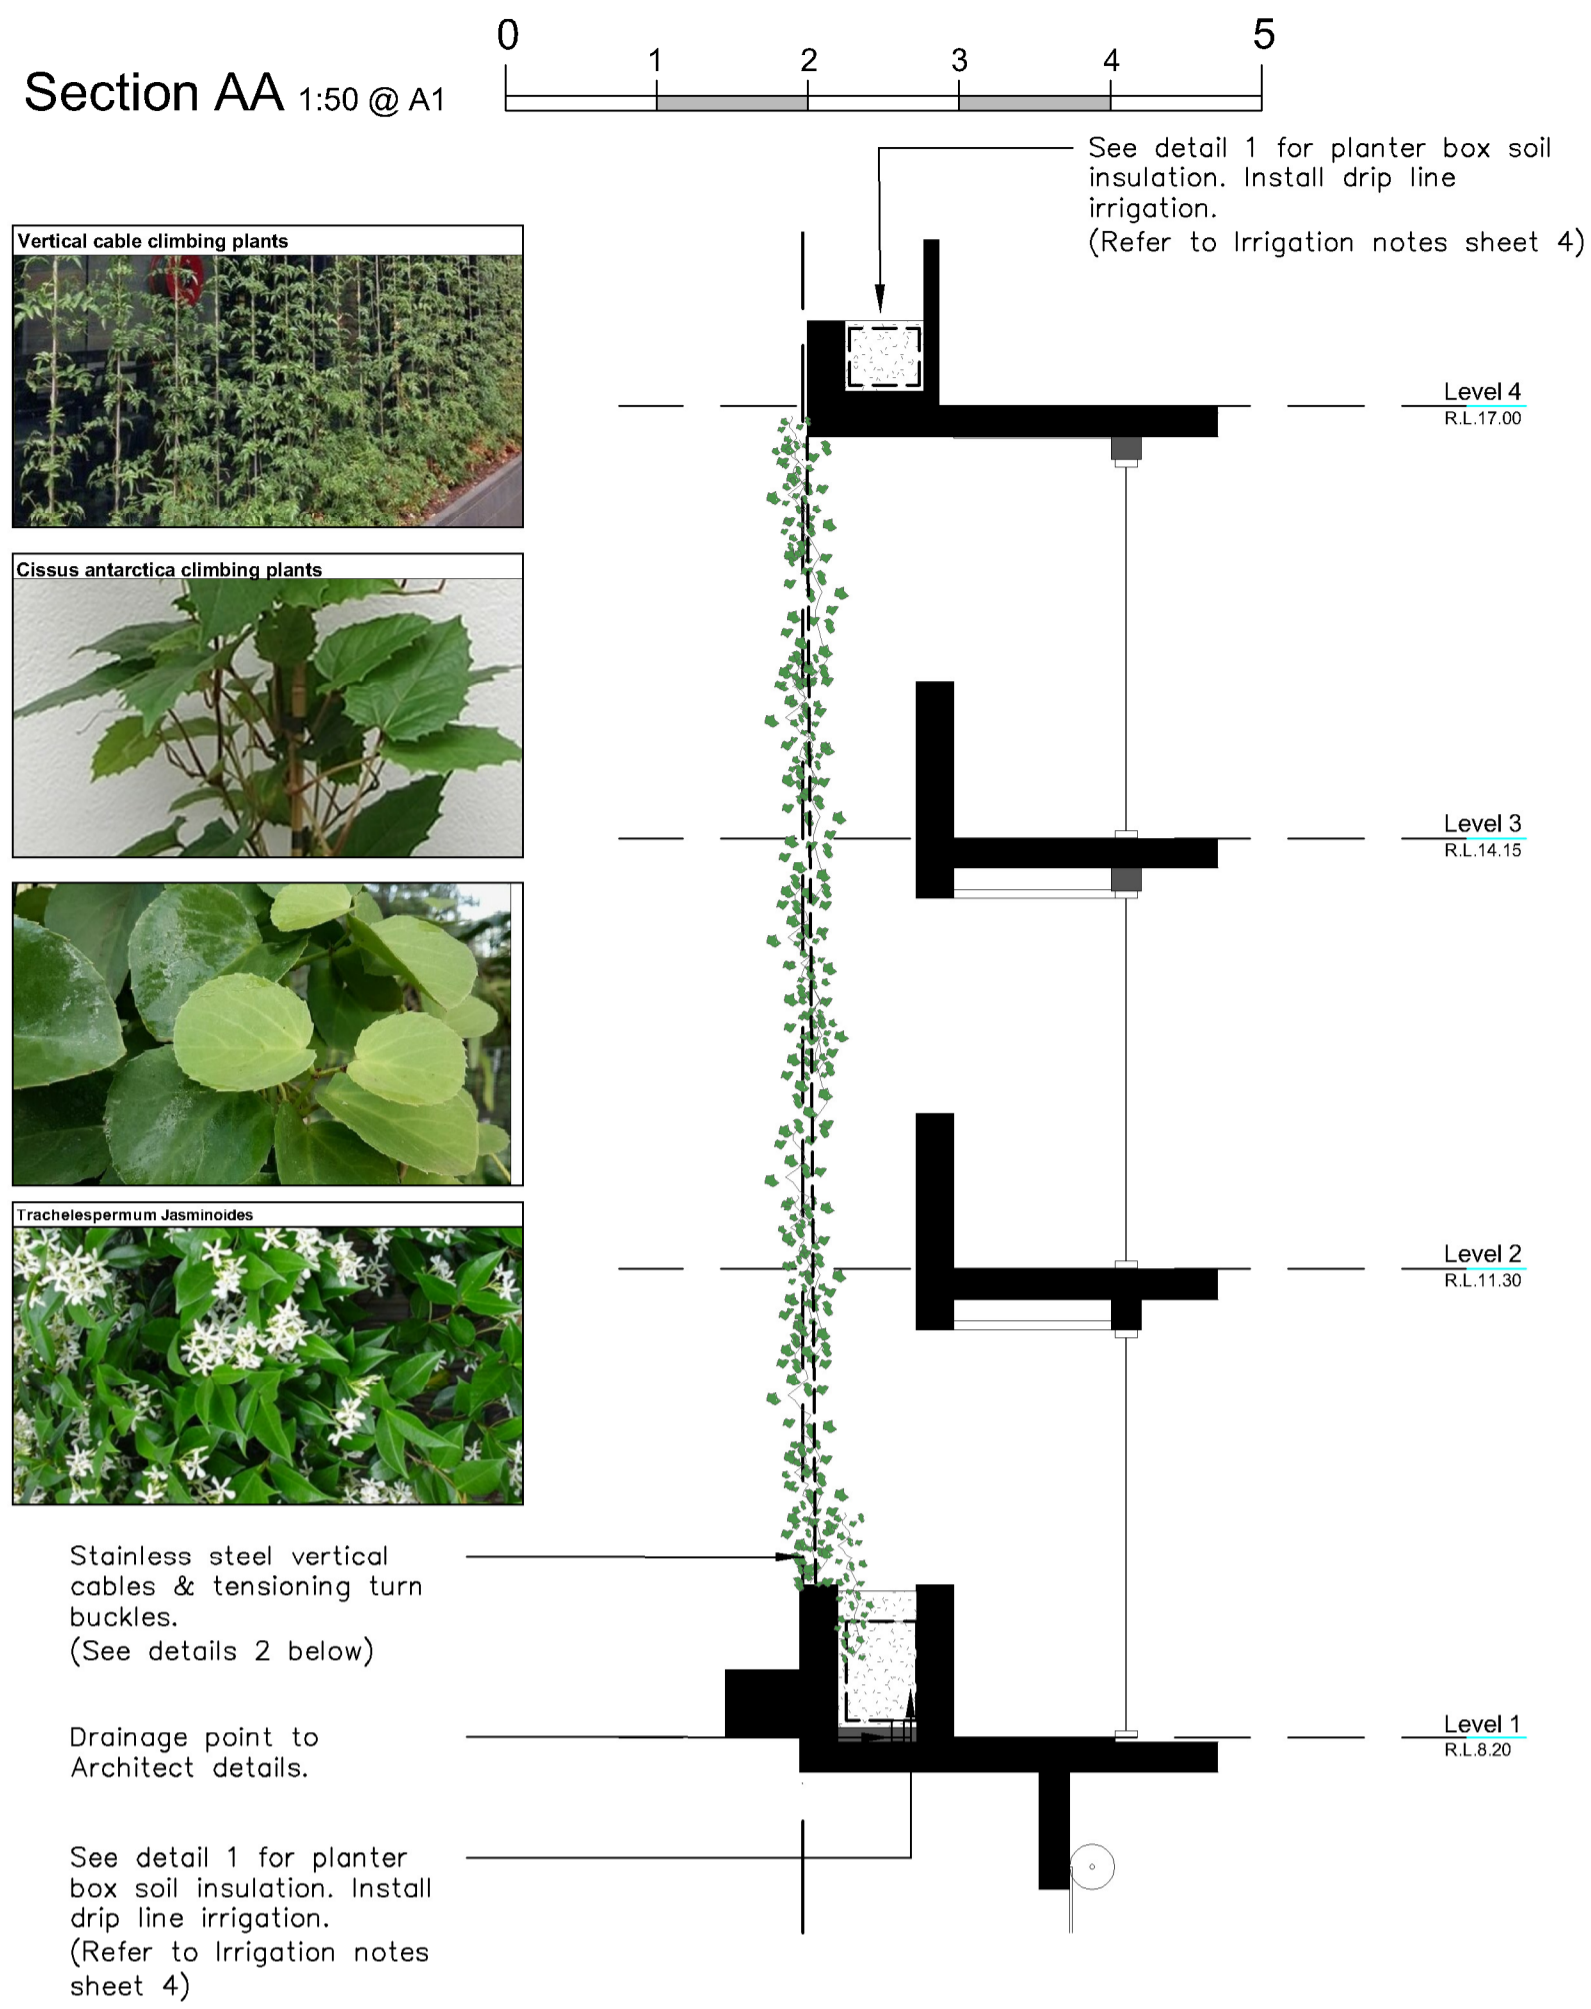 0 5
1 2 3 4
Section AA 1:50 @ A1
See detail 1 for planter box soil
insulation. Install drip line
irrigation.
(Refer to Irrigation notes sheet 4)
Vertical cable climbing plants
Level 4
R.L.17.00
Cissus antarctica climbing plants
Level 3
R.L.14.15
Trachelespermum Jasminoides
Level 2
R.L.11.30
Stainless steel vertical
cables & tensioning turn
buckles.
(See details 2 below)
Drainage point to
Architect details.
Level 1
R.L.8.20
See detail 1 for planter
box soil insulation. Install
drip line irrigation.
(Refer to Irrigation notes
sheet 4)